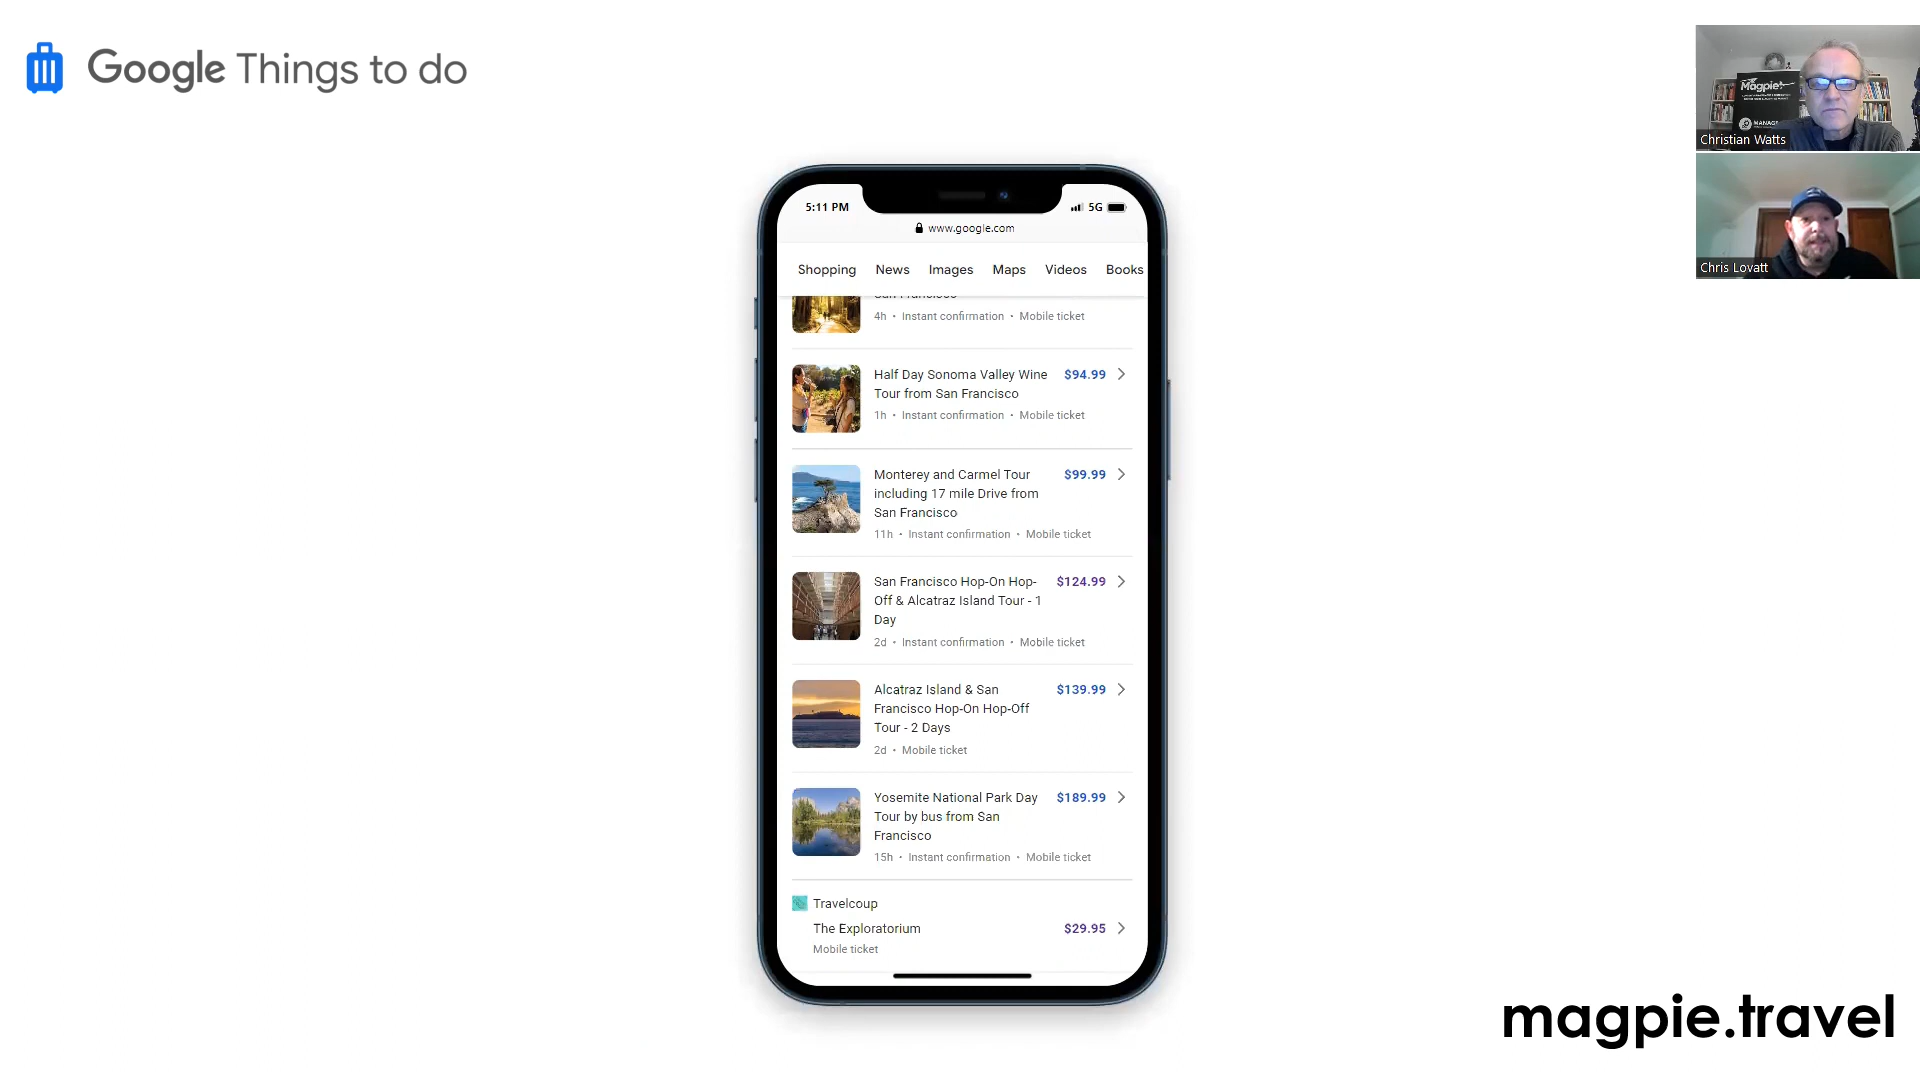 Google Things to do
Magpie
MANAGE
Christian Watts
Chris Lovatt
5:11 PM
5G
www.google.com
Shopping News Images Maps Videos Books
San Francisco
4h • Instant confirmation • Mobile ticket
Half Day Sonoma Valley Wine $94.99
Tour from San Francisco
1h • Instant confirmation • Mobile ticket
Monterey and Carmel Tour $99.99
including 17 mile Drive from
San Francisco
11h • Instant confirmation • Mobile ticket
San Francisco Hop-On Hop- $124.99
Off & Alcatraz Island Tour - 1
Day
2d • Instant confirmation • Mobile ticket
Alcatraz Island & San $139.99
Francisco Hop-On Hop-Off
Tour - 2 Days
2d • Mobile ticket
Yosemite National Park Day $189.99
Tour by bus from San
Francisco
15h • Instant confirmation • Mobile ticket
Travelcoup
The Exploratorium $29.95
Mobile ticket
magpie.travel